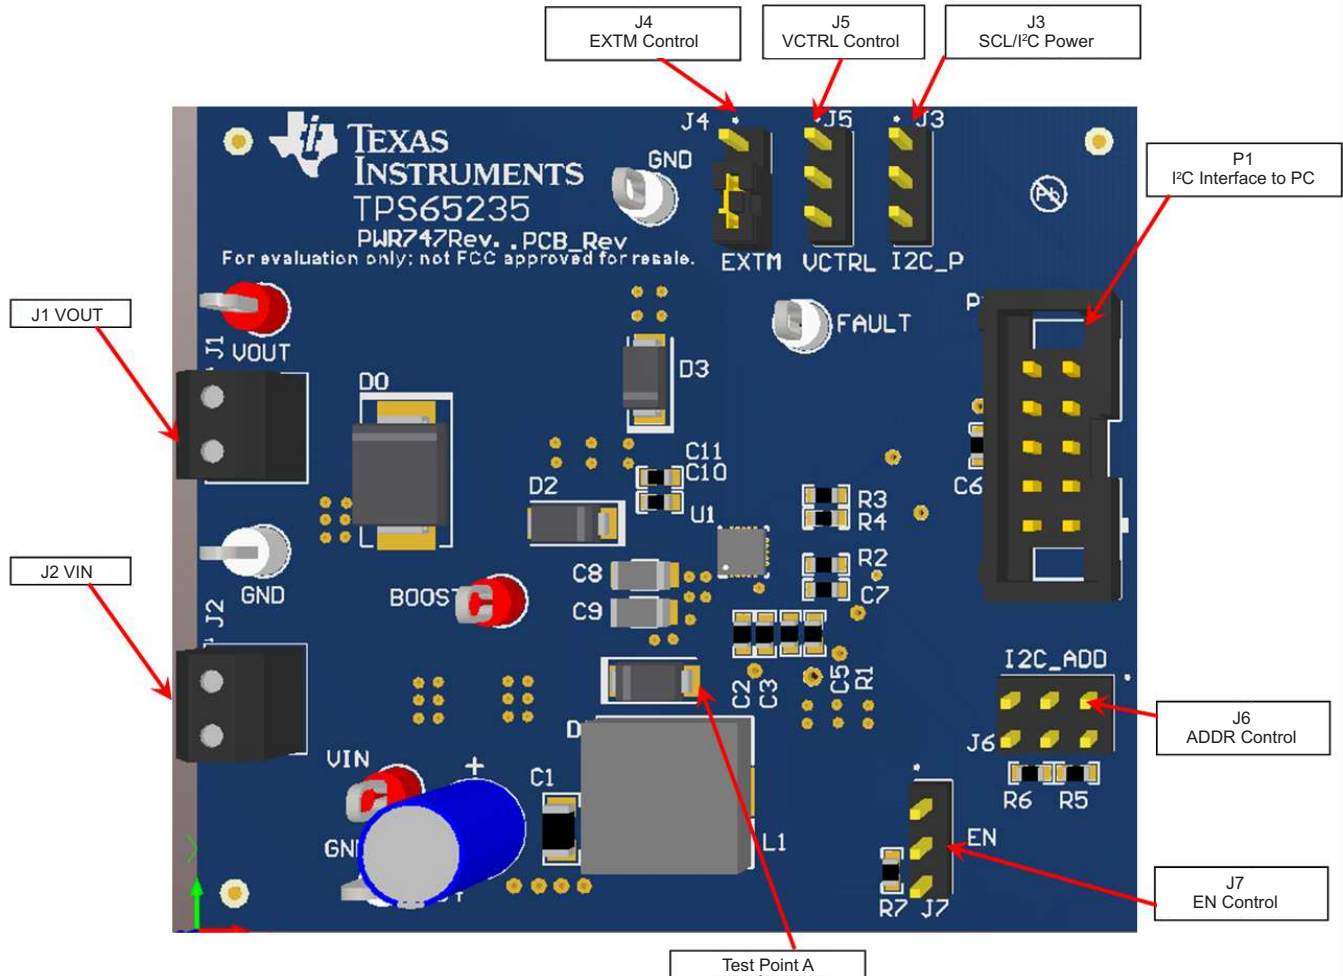 J4
EXTM Control
J5
VCTRL Control
J3
SCL/I²C Power
P1
I²C Interface to PC
J1 VOUT
J2 VIN
J6
ADDR Control
J7
EN Control
Test Point A
TEXAS
INSTRUMENTS
TPS65235
PWR747Rev. . PCB_Rev
For evaluation only; not FCC approved for resale.
GND
J4
J5
J3
EXTM
VCTRL
I2C_P
Pb
FAULT
J1
VOUT
D0
D3
C11
C10
D2
U1
R3
R4
C6
GND
BOOST
C8
C9
R2
C7
J2
C2
C3
C5
R1
I2C_ADD
J6
R6
R5
VIN
+
C1
D
L1
EN
R7
J7